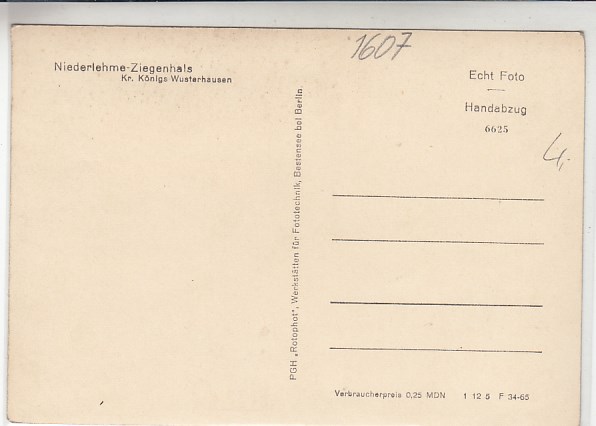 1607
Niederlehme-Ziegenhals
Kr. Königs Wusterhausen
Echt Foto
Handabzug
6625
4,-
PGH „Rotophot", Werkstätten für Fototechnik, Bestensee bei Berlin.
Verbraucherpreis 0,25 MDN 1 12 5 F 34-65